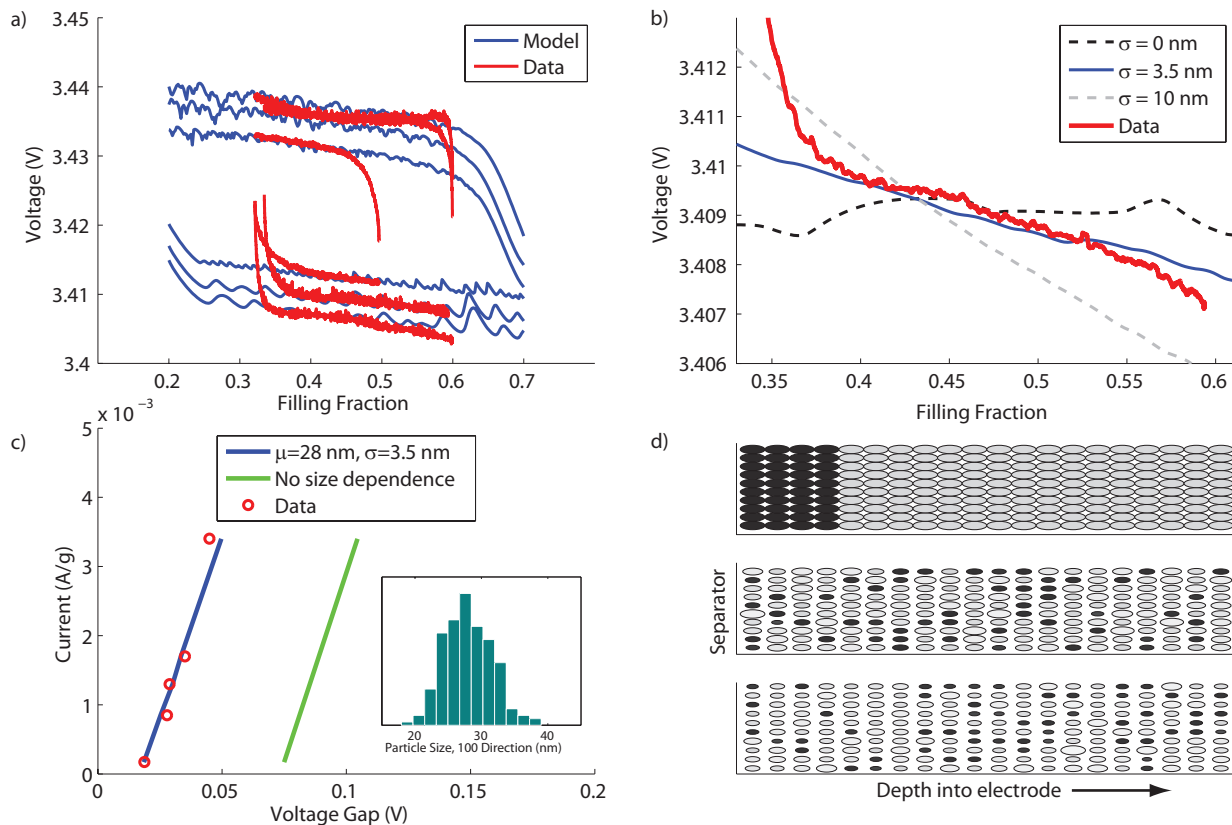 a)
3.45
3.44
3.43
3.42
3.41
3.4
Voltage (V)
0.2
0.3
0.4
0.5
0.6
0.7
Filling Fraction
Model
Data
b)
3.412
3.411
3.41
3.409
3.408
3.407
3.406
Voltage (V)
0.35
0.4
0.45
0.5
0.55
0.6
Filling Fraction
σ = 0 nm
σ = 3.5 nm
σ = 10 nm
Data
c)
x 10⁻³
5
4
3
2
1
0
Current (A/g)
0
0.05
0.1
0.15
0.2
Voltage Gap (V)
μ=28 nm, σ=3.5 nm
No size dependence
Data
20
30
40
Particle Size, 100 Direction (nm)
d)
Separator
Depth into electrode